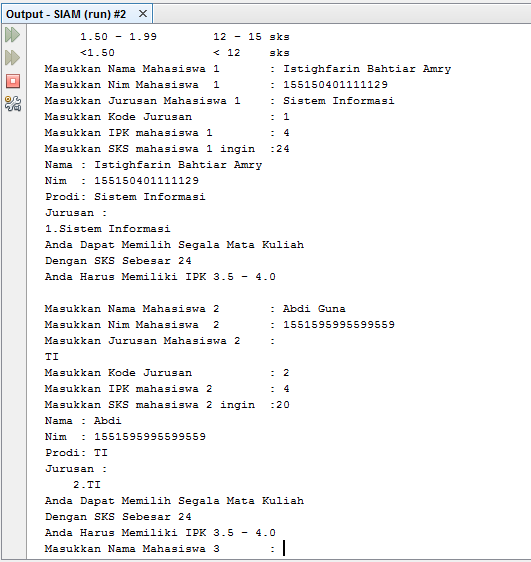 Output - SIAM (run) #2 ×
1.50 - 1.99 12 - 15 sks
<1.50 < 12 sks
Masukkan Nama Mahasiswa 1 : Istighfarin Bahtiar Amry
Masukkan Nim Mahasiswa 1 : 155150401111129
Masukkan Jurusan Mahasiswa 1 : Sistem Informasi
Masukkan Kode Jurusan : 1
Masukkan IPK mahasiswa 1 : 4
Masukkan SKS mahasiswa 1 ingin :24
Nama : Istighfarin Bahtiar Amry
Nim : 155150401111129
Prodi: Sistem Informasi
Jurusan :
1.Sistem Informasi
Anda Dapat Memilih Segala Mata Kuliah
Dengan SKS Sebesar 24
Anda Harus Memiliki IPK 3.5 - 4.0
Masukkan Nama Mahasiswa 2 : Abdi Guna
Masukkan Nim Mahasiswa 2 : 1551595995599559
Masukkan Jurusan Mahasiswa 2 :
TI
Masukkan Kode Jurusan : 2
Masukkan IPK mahasiswa 2 : 4
Masukkan SKS mahasiswa 2 ingin :20
Nama : Abdi
Nim : 1551595995599559
Prodi: TI
Jurusan :
2.TI
Anda Dapat Memilih Segala Mata Kuliah
Dengan SKS Sebesar 24
Anda Harus Memiliki IPK 3.5 - 4.0
Masukkan Nama Mahasiswa 3 :